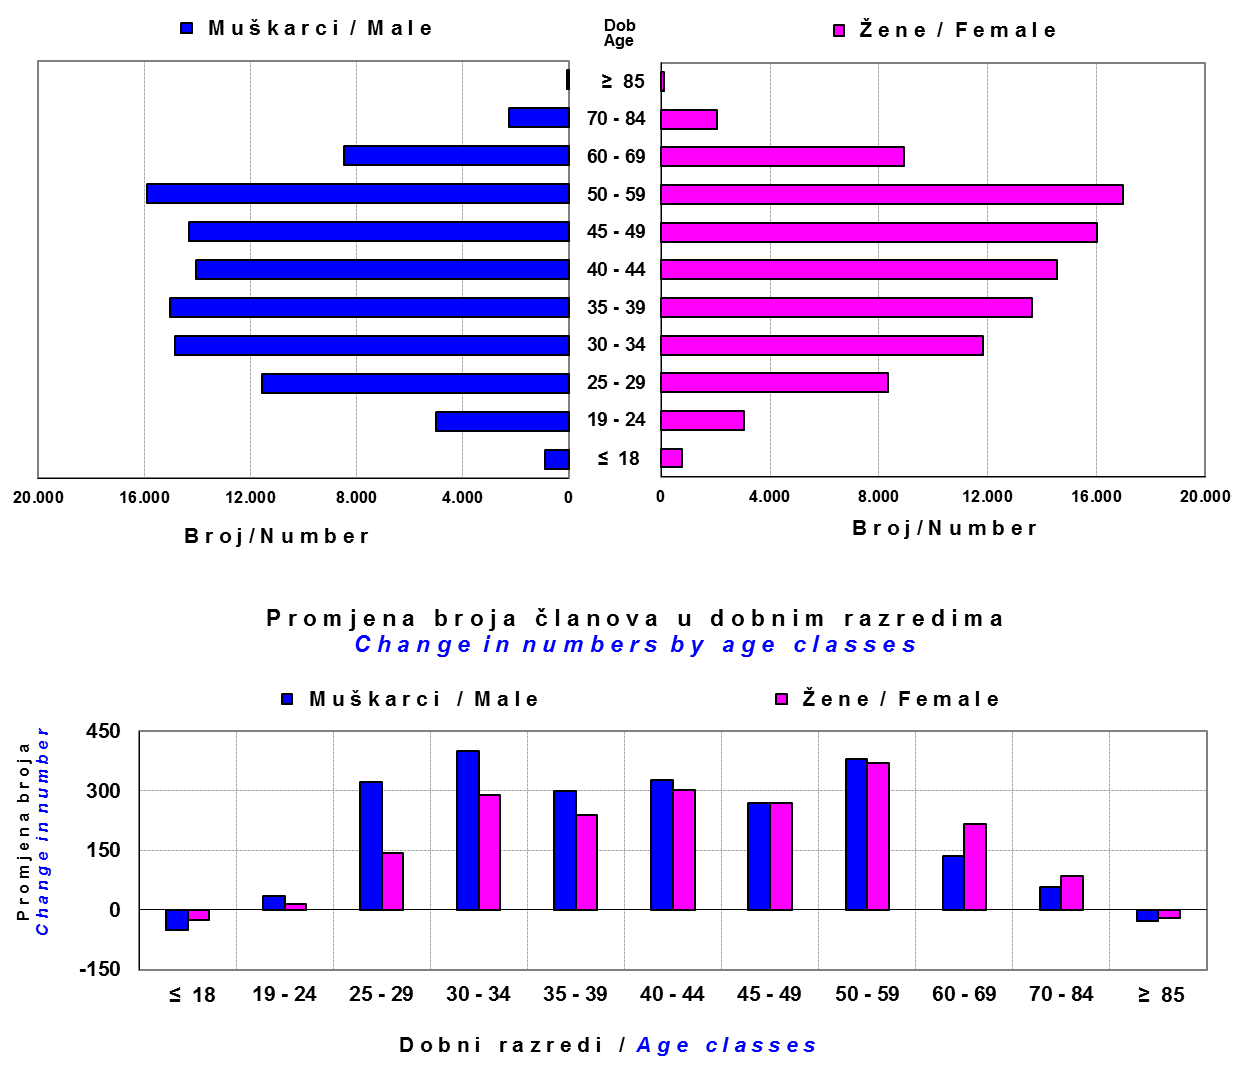 Muškarci / Male
Dob
Age
Žene / Female
≥ 85
70 - 84
60 - 69
50 - 59
45 - 49
40 - 44
35 - 39
30 - 34
25 - 29
19 - 24
≤ 18
20.000 16.000 12.000 8.000 4.000 0
0 4.000 8.000 12.000 16.000 20.000
Broj/Number
Broj/Number
Promjena broja članova u dobnim razredima
Change in numbers by age classes
Muškarci / Male
Žene / Female
Promjena broja
Change in number
450
300
150
0
-150
≤ 18 19 - 24 25 - 29 30 - 34 35 - 39 40 - 44 45 - 49 50 - 59 60 - 69 70 - 84 ≥ 85
Dobni razredi / Age classes